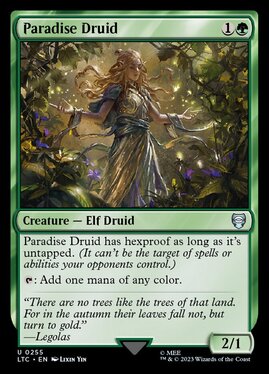 Paradise Druid 1
Creature — Elf Druid
Paradise Druid has hexproof as long as it's
untapped. (It can't be the target of spells or
abilities your opponents control.)
: Add one mana of any color.
"There are no trees like the trees of that land.
For in the autumn their leaves fall not, but
turn to gold."
—Legolas
2/1
U 0255 © MEE
LTC • EN Lixin Yin ™ & © 2023 Wizards of the Coast